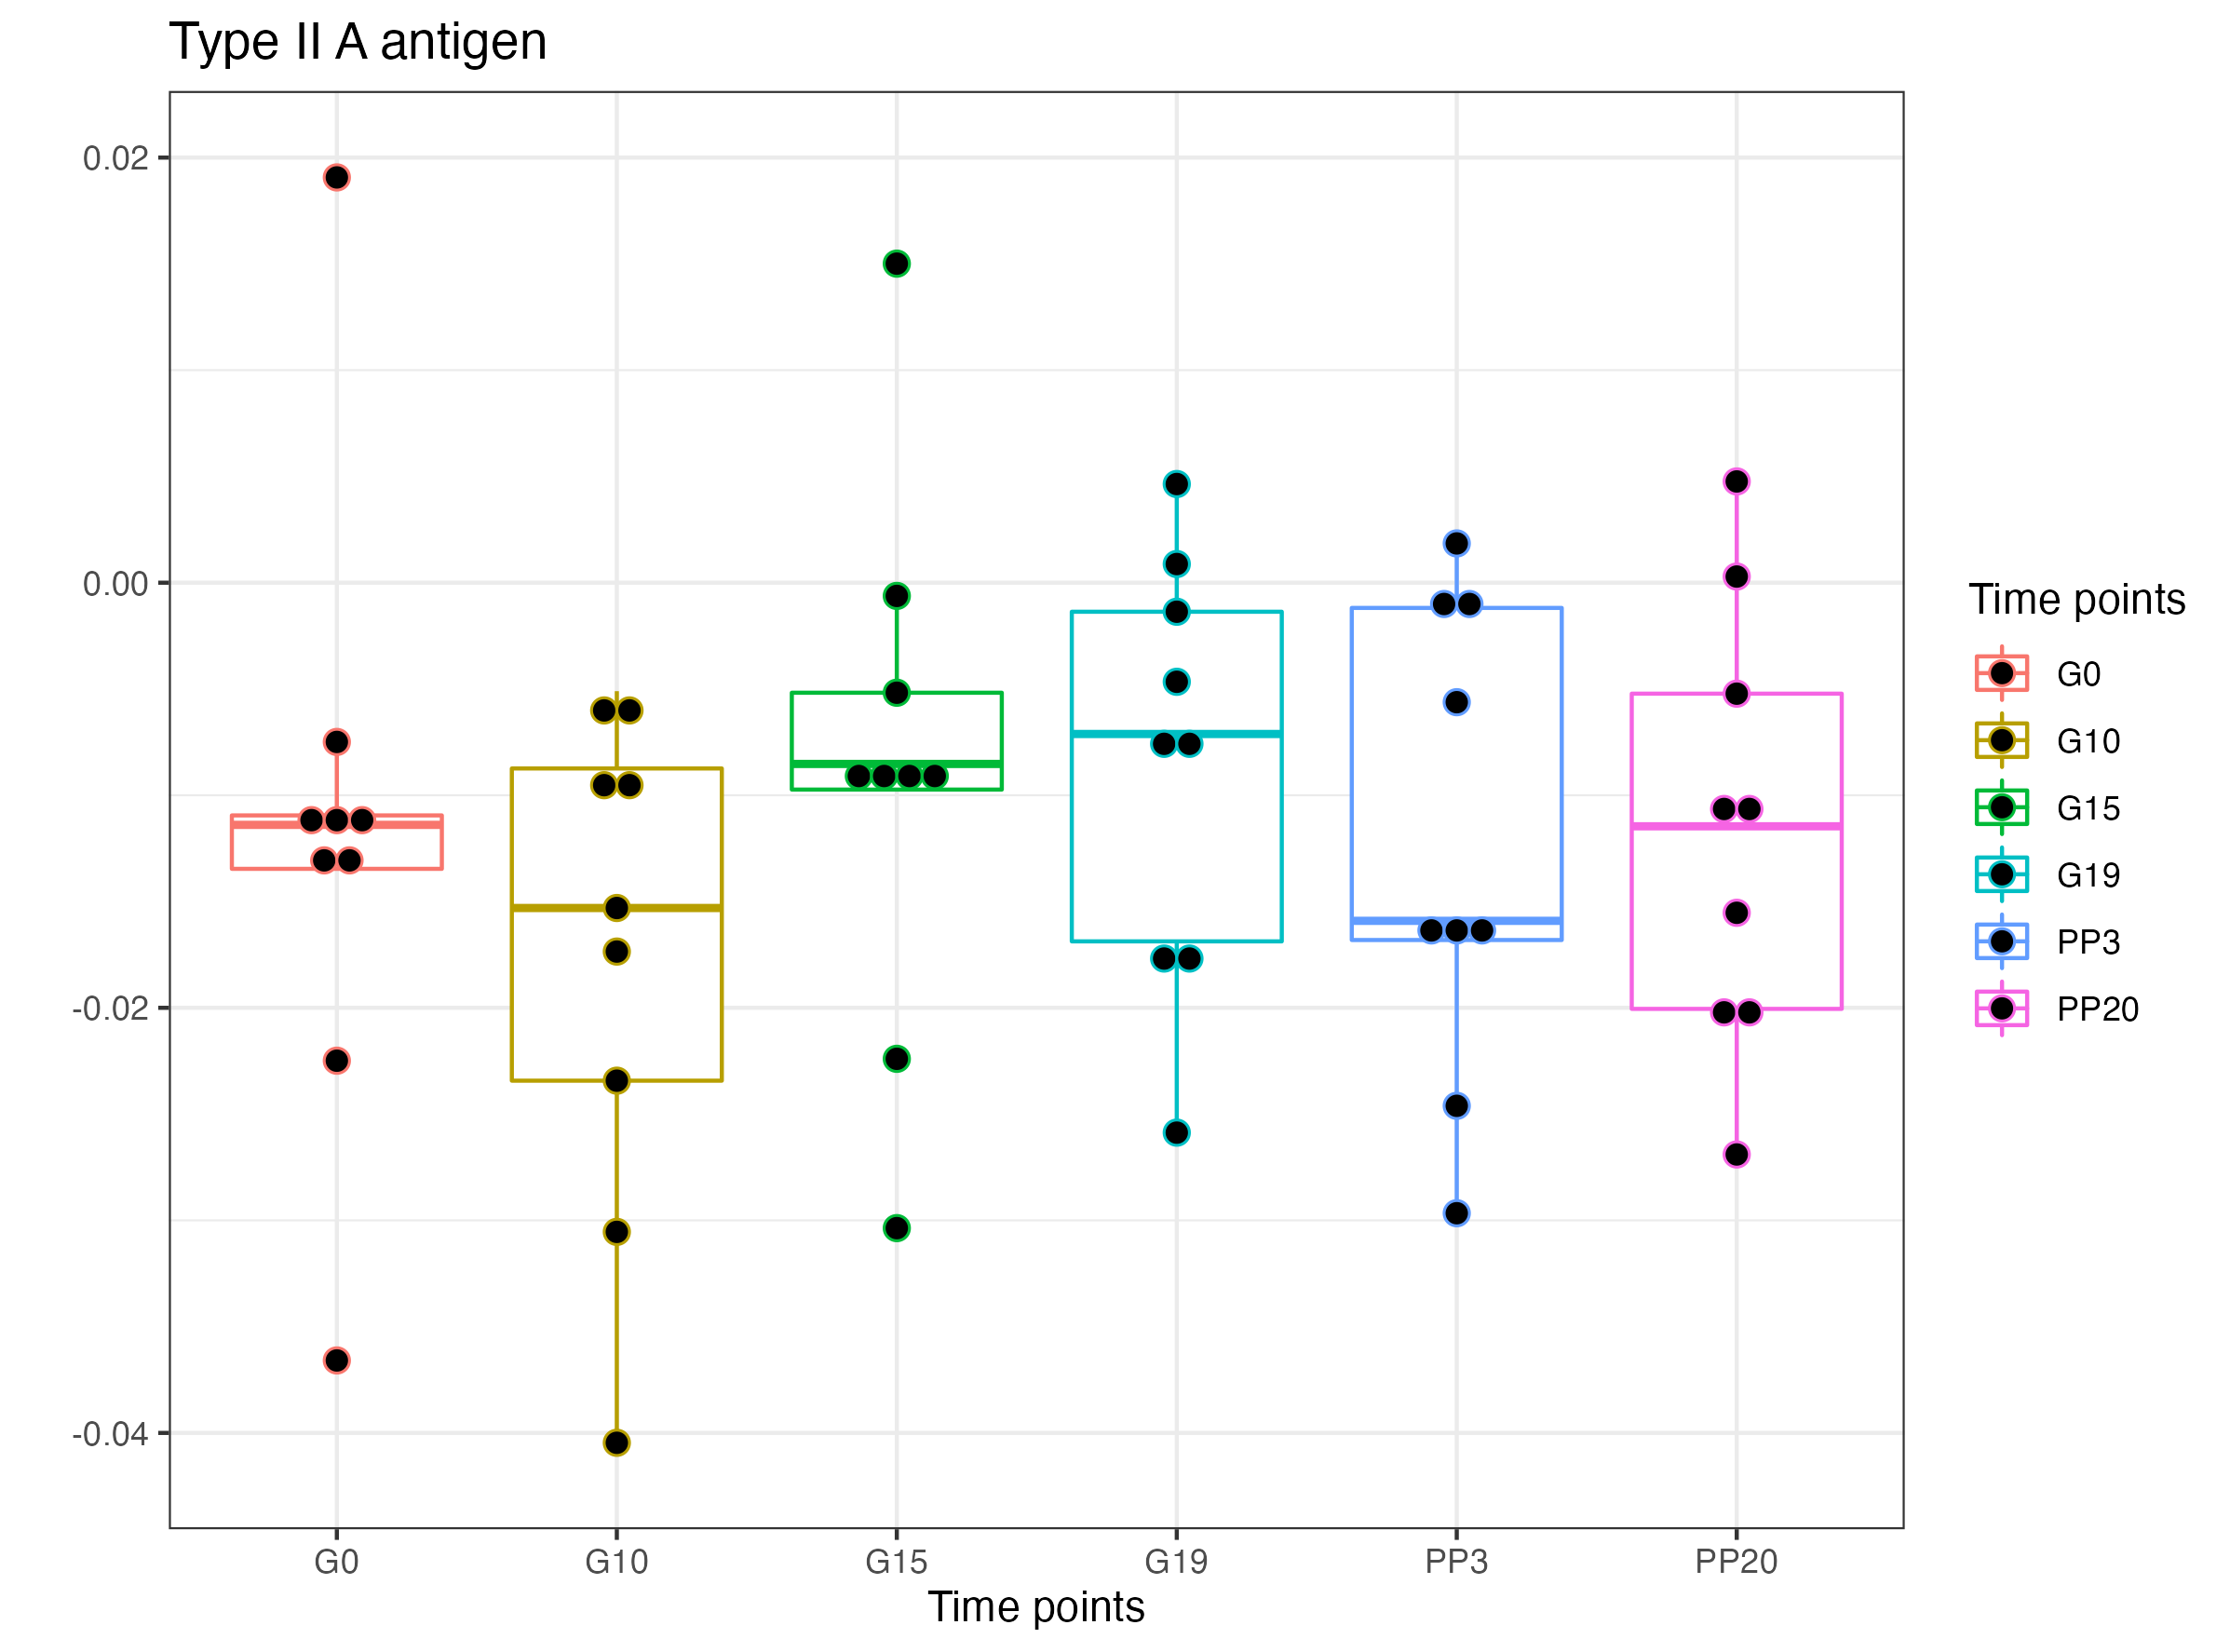 Type II A antigen
0.02
0.00
-0.02
-0.04
G0 G10 G15 G19 PP3 PP20
Time points
Time points
G0
G10
G15
G19
PP3
PP20